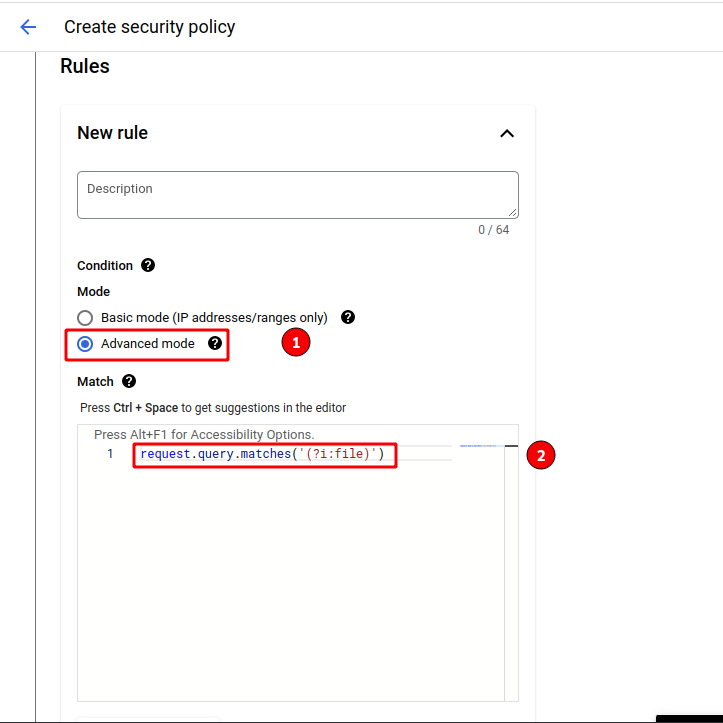 Create security policy
Rules
New rule
Description
0 / 64
Condition ?
Mode
Basic mode (IP addresses/ranges only) ?
Advanced mode ?
1
Match ?
Press Ctrl + Space to get suggestions in the editor
Press Alt+F1 for Accessibility Options.
1 request.query.matches('(?i:file)')
2